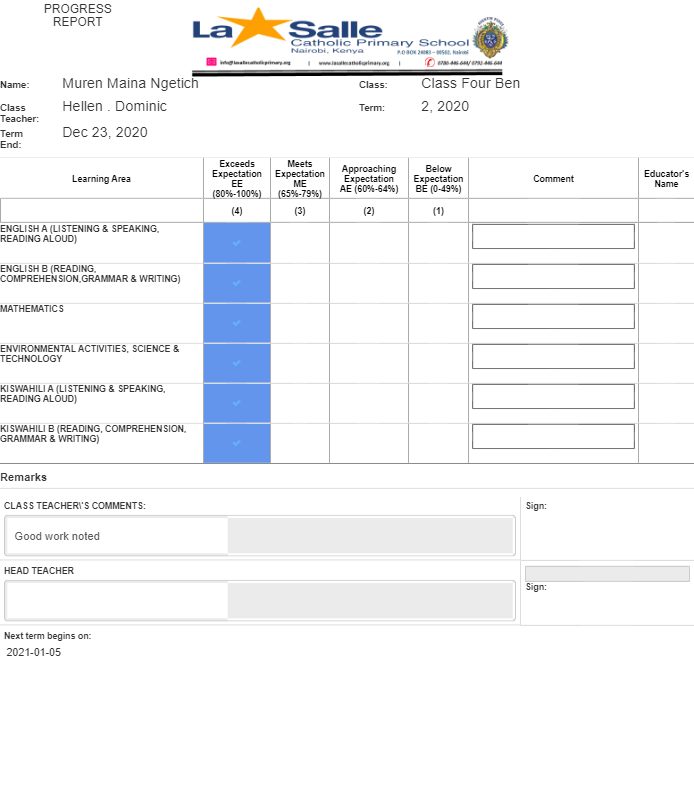 PROGRESS
REPORT
La Salle
Catholic Primary School
Nairobi, Kenya
P.O BOX 24083 - 00502, Nairobi
info@lasallecatholicprimary.org | www.lasallecatholicprimary.org | 0780-446-644/ 0792-446-644
Name: Muren Maina Ngetich Class: Class Four Ben
Class Teacher: Hellen . Dominic Term: 2, 2020
Term End: Dec 23, 2020
Learning Area
Exceeds Expectation EE (80%-100%)
Meets Expectation ME (65%-79%)
Approaching Expectation AE (60%-64%)
Below Expectation BE (0-49%)
Comment
Educator's Name
(4) (3) (2) (1)
ENGLISH A (LISTENING & SPEAKING,
READING ALOUD)
ENGLISH B (READING,
COMPREHENSION,GRAMMAR & WRITING)
MATHEMATICS
ENVIRONMENTAL ACTIVITIES, SCIENCE &
TECHNOLOGY
KISWAHILI A (LISTENING & SPEAKING,
READING ALOUD)
KISWAHILI B (READING, COMPREHENSION,
GRAMMAR & WRITING)
Remarks
CLASS TEACHER\'S COMMENTS: Sign:
Good work noted
HEAD TEACHER
Sign:
Next term begins on:
2021-01-05